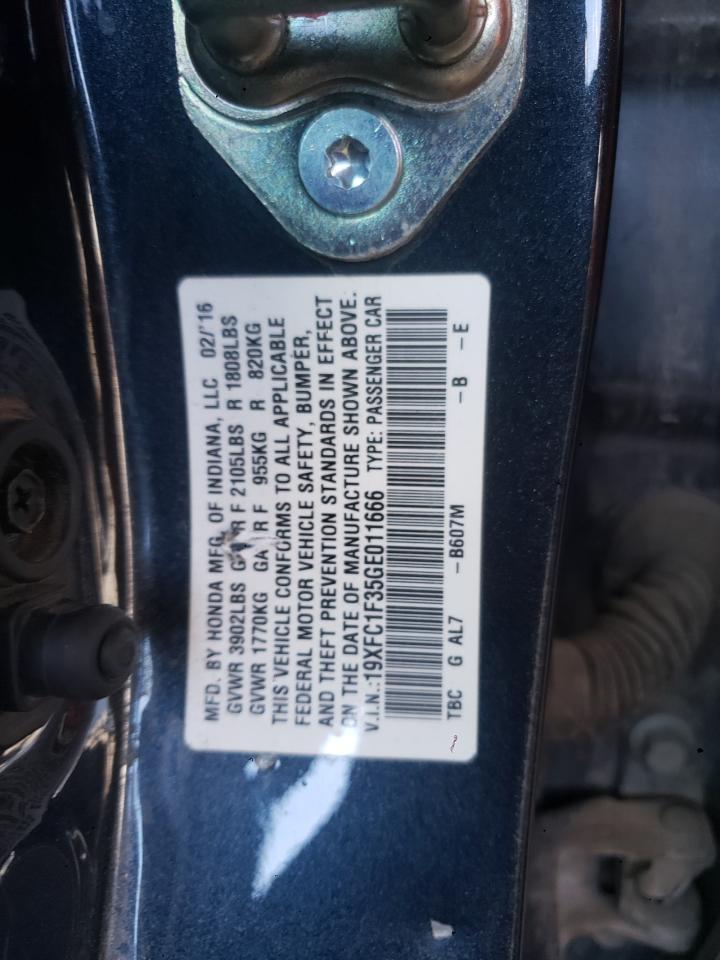 MFD. BY HONDA MFG. OF INDIANA, LLC 02/'16
GVWR 3902LBS F 2105LBS R 1808LBS
GVWR 1770KG F 955KG R 820KG
THIS VEHICLE CONFORMS TO ALL APPLICABLE
FEDERAL MOTOR VEHICLE SAFETY, BUMPER,
AND THEFT PREVENTION STANDARDS IN EFFECT
ON THE DATE OF MANUFACTURE SHOWN ABOVE.
V.I.N.:19XFC1F35GE011666 TYPE: PASSENGER CAR
TBC G AL7 -B607M -B -E